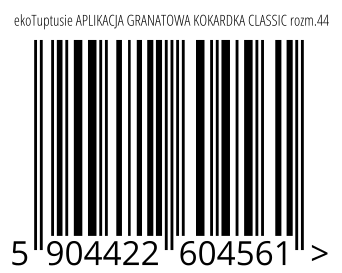 ekoTuptusie APLIKACJA GRANATOWA KOKARDKA CLASSIC rozm.44
5 904422 604561 >